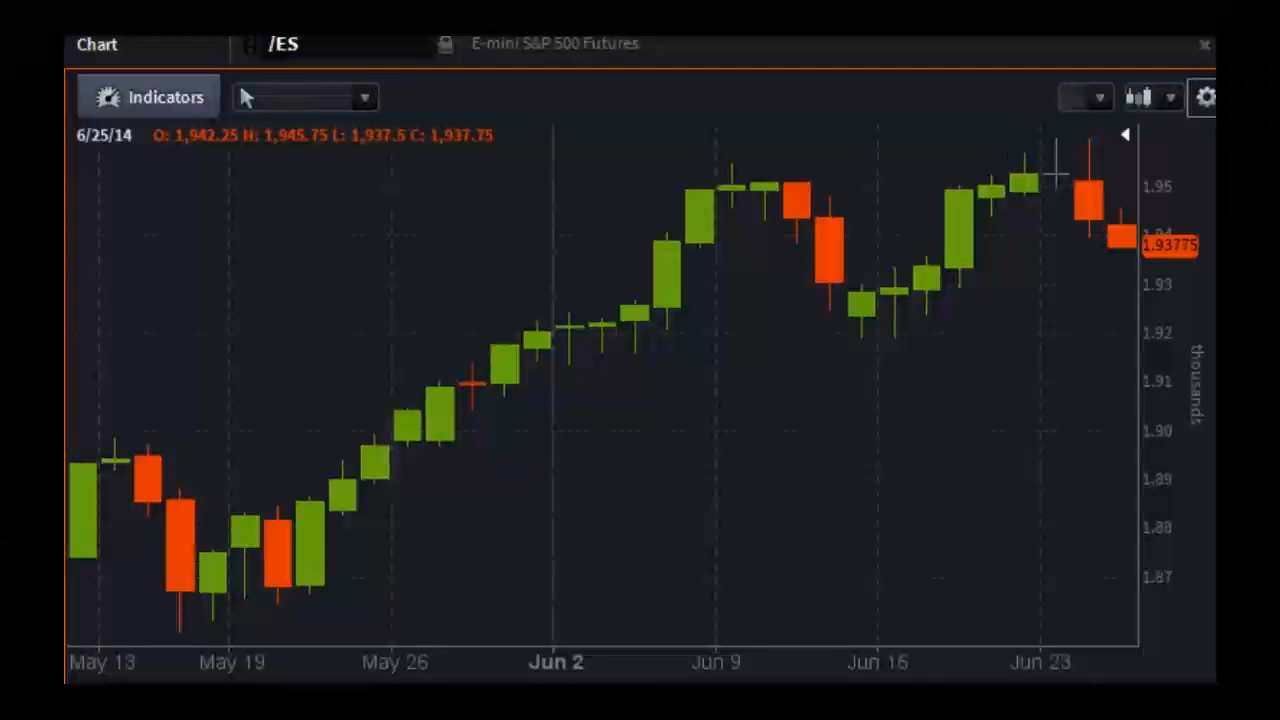 Chart
/ES
E-mini S&P 500 Futures
Indicators
6/25/14 O: 1,942.25 H: 1,945.75 L: 1,937.5 C: 1,937.75
1.95
1.94
1.93775
1.93
1.92
1.91
1.90
1.89
1.88
1.87
thousands
May 13 May 19 May 26 Jun 2 Jun 9 Jun 16 Jun 23